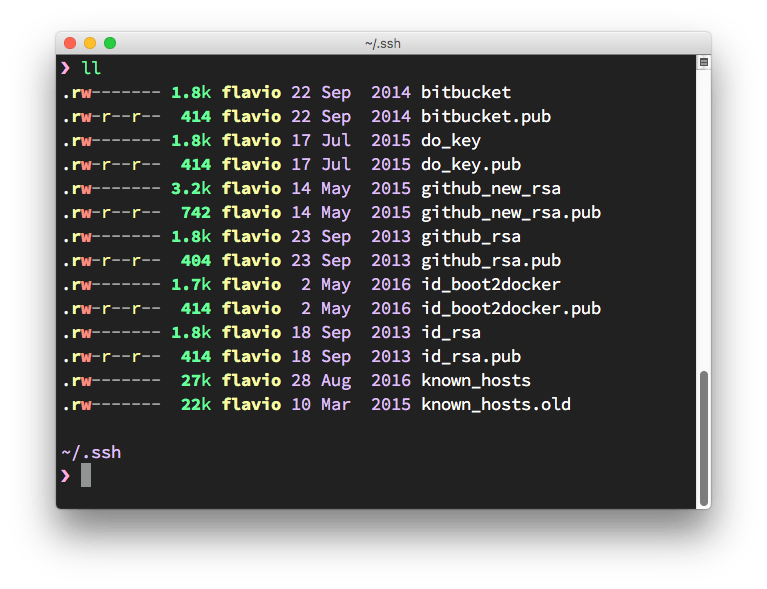 ~/.ssh
❯ ll
.rw------- 1.8k flavio 22 Sep  2014 bitbucket
.rw-r--r--  414 flavio 22 Sep  2014 bitbucket.pub
.rw------- 1.8k flavio 17 Jul  2015 do_key
.rw-r--r--  414 flavio 17 Jul  2015 do_key.pub
.rw------- 3.2k flavio 14 May  2015 github_new_rsa
.rw-r--r--  742 flavio 14 May  2015 github_new_rsa.pub
.rw------- 1.8k flavio 23 Sep  2013 github_rsa
.rw-r--r--  404 flavio 23 Sep  2013 github_rsa.pub
.rw------- 1.7k flavio  2 May  2016 id_boot2docker
.rw-r--r--  414 flavio  2 May  2016 id_boot2docker.pub
.rw------- 1.8k flavio 18 Sep  2013 id_rsa
.rw-r--r--  414 flavio 18 Sep  2013 id_rsa.pub
.rw-------  27k flavio 28 Aug  2016 known_hosts
.rw-------  22k flavio 10 Mar  2015 known_hosts.old
~/.ssh
❯